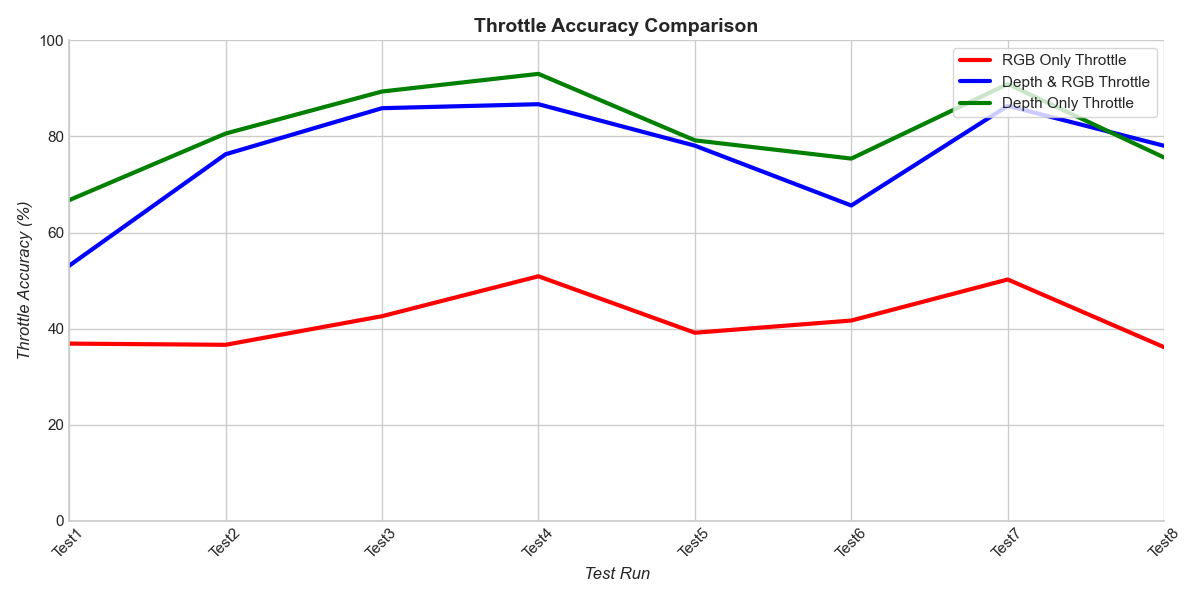 Throttle Accuracy Comparison
100
80
60
40
20
0
Throttle Accuracy (%)
RGB Only Throttle
Depth & RGB Throttle
Depth Only Throttle
Test1
Test2
Test3
Test4
Test5
Test6
Test7
Test8
Test Run